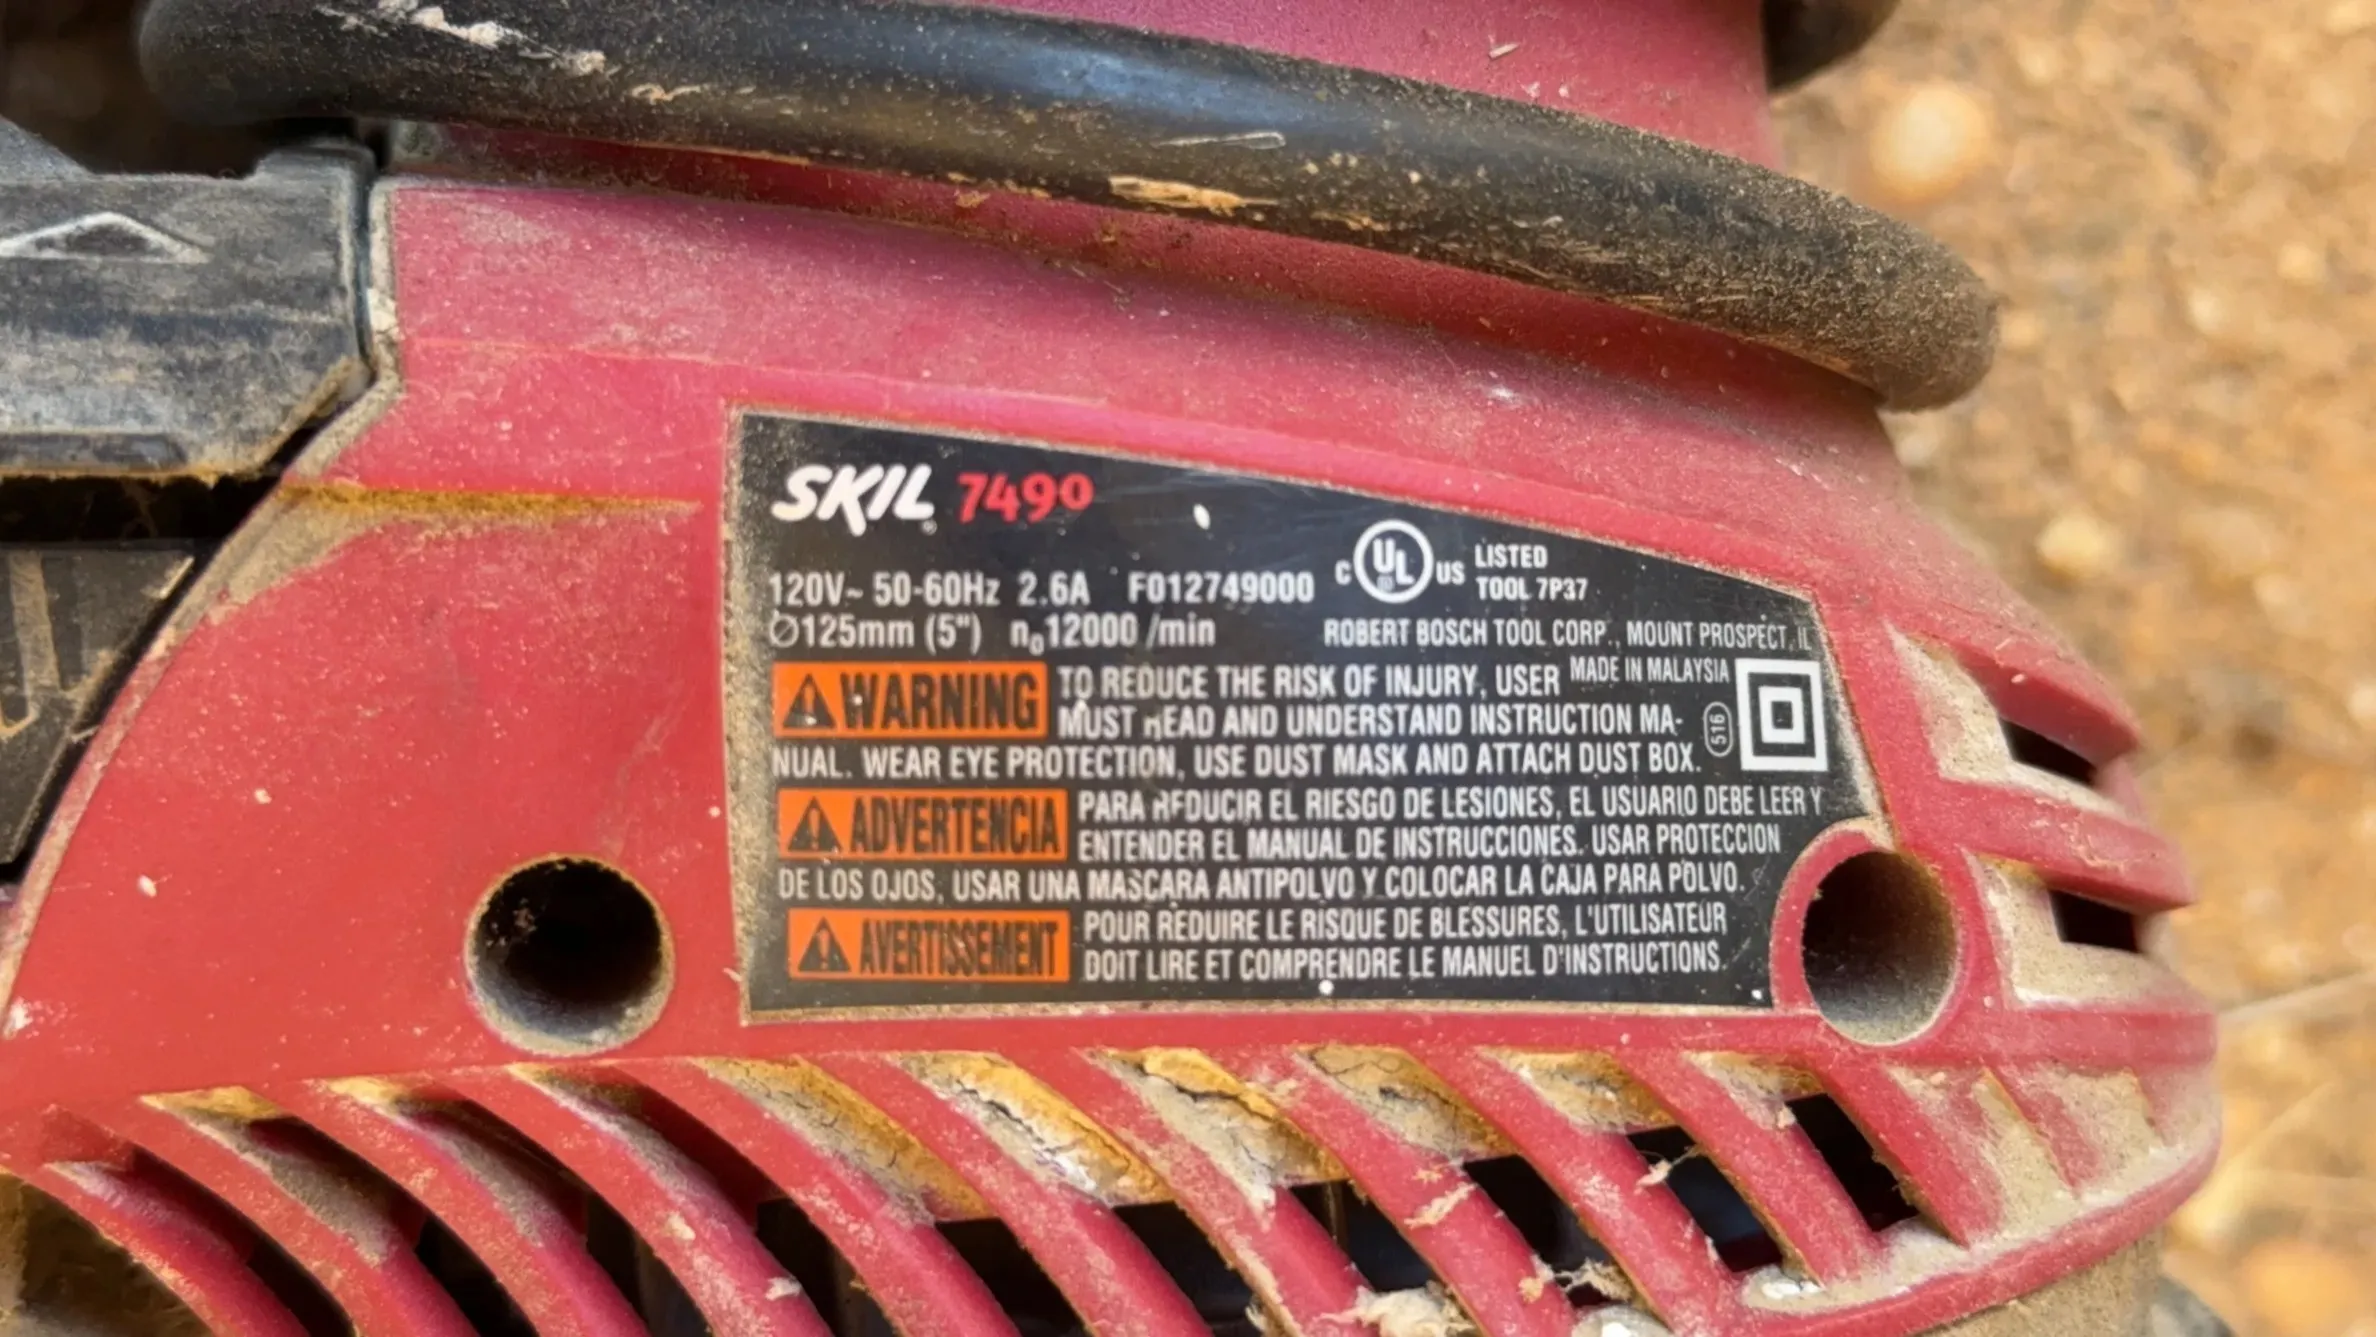 SKIL 7490
120V~ 50-60Hz 2.6A F012749000 C UL US LISTED
TOOL 7P37
Ø125mm (5") n₀12000 /min ROBERT BOSCH TOOL CORP., MOUNT PROSPECT, IL
MADE IN MALAYSIA
WARNING TO REDUCE THE RISK OF INJURY, USER
MUST READ AND UNDERSTAND INSTRUCTION MA-
NUAL. WEAR EYE PROTECTION, USE DUST MASK AND ATTACH DUST BOX.
516
ADVERTENCIA PARA REDUCIR EL RIESGO DE LESIONES, EL USUARIO DEBE LEER Y
ENTENDER EL MANUAL DE INSTRUCCIONES. USAR PROTECCION
DE LOS OJOS, USAR UNA MASCARA ANTIPOLVO Y COLOCAR LA CAJA PARA POLVO.
AVERTISSEMENT POUR REDUIRE LE RISQUE DE BLESSURES, L'UTILISATEUR
DOIT LIRE ET COMPRENDRE LE MANUEL D'INSTRUCTIONS.